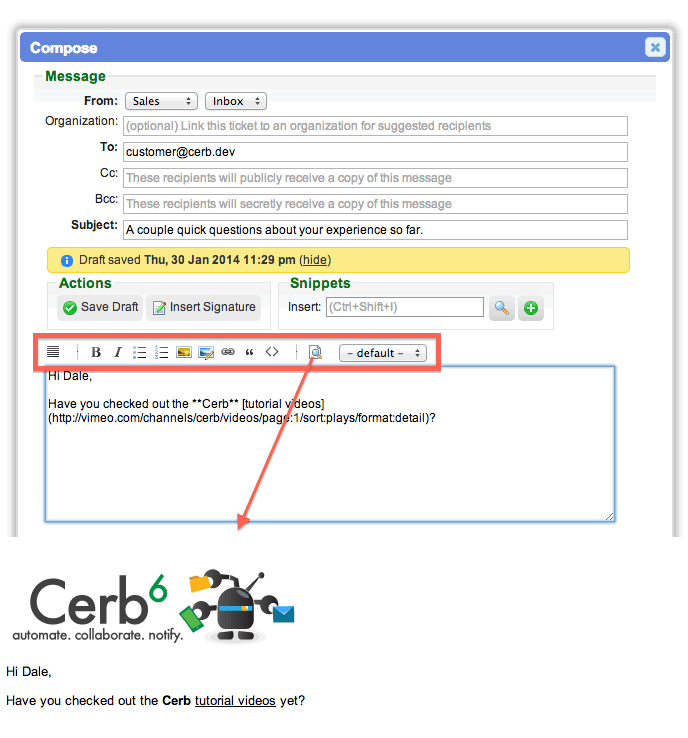 Compose
Message
From: Sales Inbox
Organization: (optional) Link this ticket to an organization for suggested recipients
To: customer@cerb.dev
Cc: These recipients will publicly receive a copy of this message
Bcc: These recipients will secretly receive a copy of this message
Subject: A couple quick questions about your experience so far.
Draft saved Thu, 30 Jan 2014 11:29 pm (hide)
Actions Snippets
Save Draft Insert Signature Insert: (Ctrl+Shift+I)
B I – default –
Hi Dale,
Have you checked out the **Cerb** [tutorial videos]
(http://vimeo.com/channels/cerb/videos/page:1/sort:plays/format:detail)?
Cerb6
automate. collaborate. notify.
Hi Dale,
Have you checked out the Cerb tutorial videos yet?